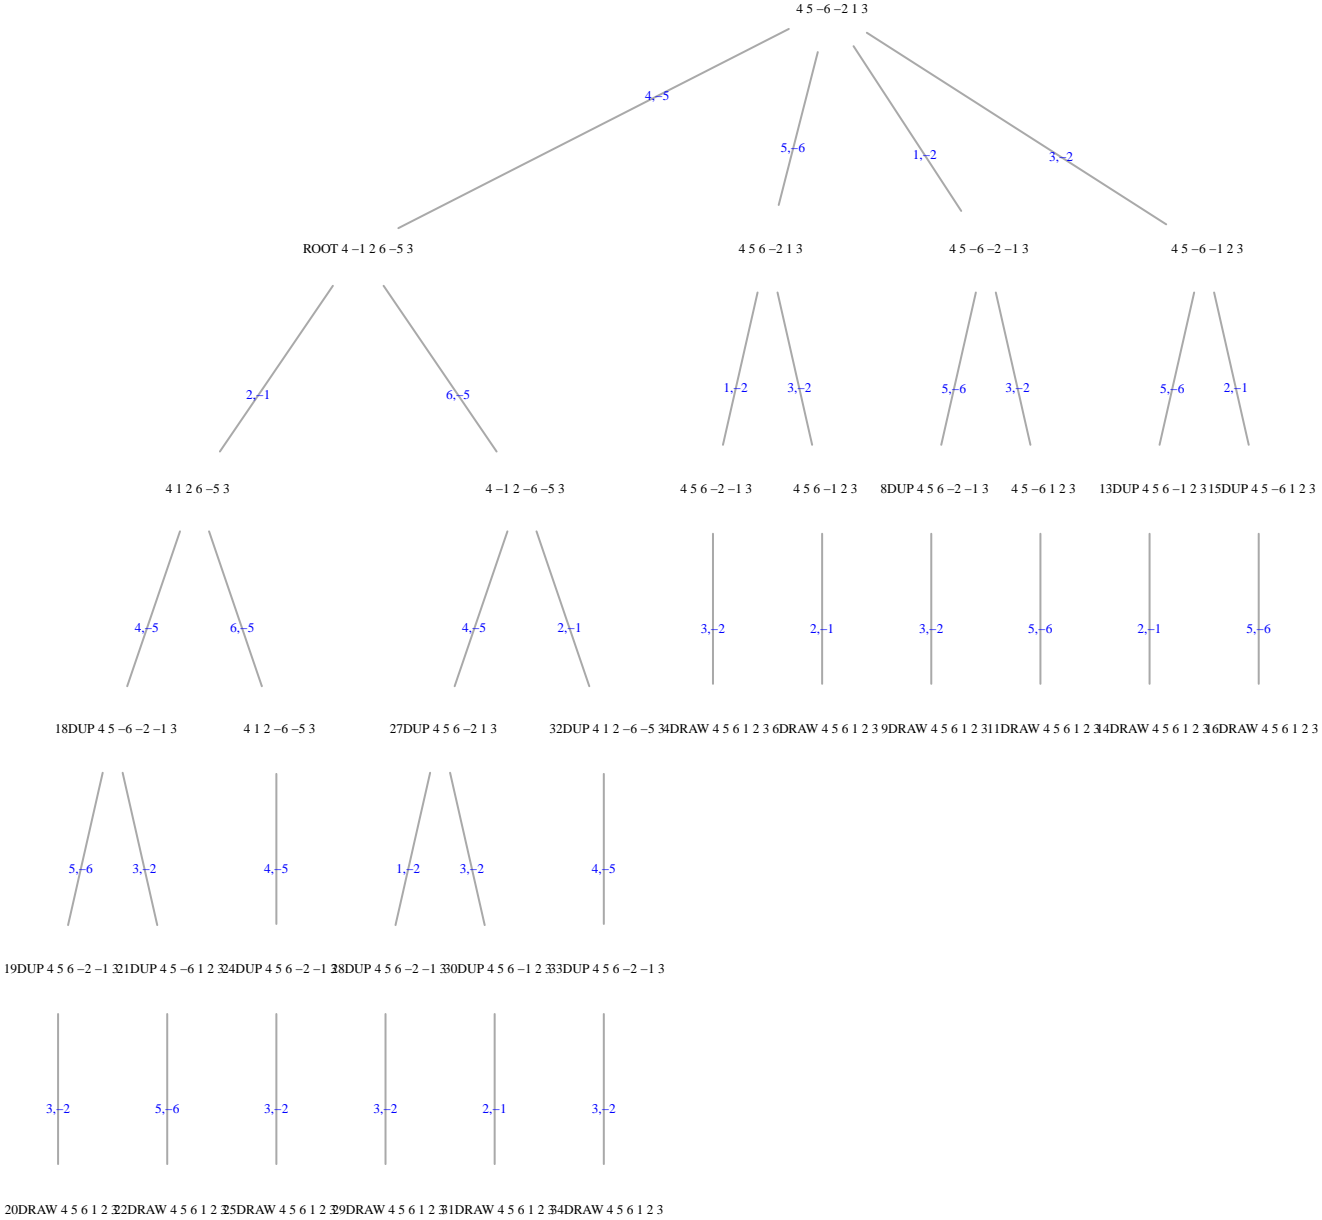 4 5 −6 −2 1 3
4,−5
5,−6
1,−2
3,−2
ROOT 4 −1 2 6 −5 3
4 5 6 −2 1 3
4 5 −6 −2 −1 3
4 5 −6 −1 2 3
2,−1
6,−5
1,−2
3,−2
5,−6
3,−2
5,−6
2,−1
4 1 2 6 −5 3
4 −1 2 −6 −5 3
4 5 6 −2 −1 3
4 5 6 −1 2 3
8DUP 4 5 6 −2 −1 3
4 5 −6 1 2 3
13DUP 4 5 6 −1 2 3
15DUP 4 5 −6 1 2 3
4,−5
6,−5
4,−5
2,−1
3,−2
2,−1
3,−2
5,−6
2,−1
5,−6
18DUP 4 5 −6 −2 −1 3
4 1 2 −6 −5 3
27DUP 4 5 6 −2 1 3
32DUP 4 1 2 −6 −5 3
4DRAW 4 5 6 1 2 3
6DRAW 4 5 6 1 2 3
9DRAW 4 5 6 1 2 3
11DRAW 4 5 6 1 2 3
14DRAW 4 5 6 1 2 3
16DRAW 4 5 6 1 2 3
5,−6
3,−2
4,−5
1,−2
3,−2
4,−5
19DUP 4 5 6 −2 −1 3
21DUP 4 5 −6 1 2 3
24DUP 4 5 6 −2 −1 3
28DUP 4 5 6 −2 −1 3
30DUP 4 5 6 −1 2 3
33DUP 4 5 6 −2 −1 3
3,−2
5,−6
3,−2
3,−2
2,−1
3,−2
20DRAW 4 5 6 1 2 3
22DRAW 4 5 6 1 2 3
25DRAW 4 5 6 1 2 3
29DRAW 4 5 6 1 2 3
31DRAW 4 5 6 1 2 3
34DRAW 4 5 6 1 2 3